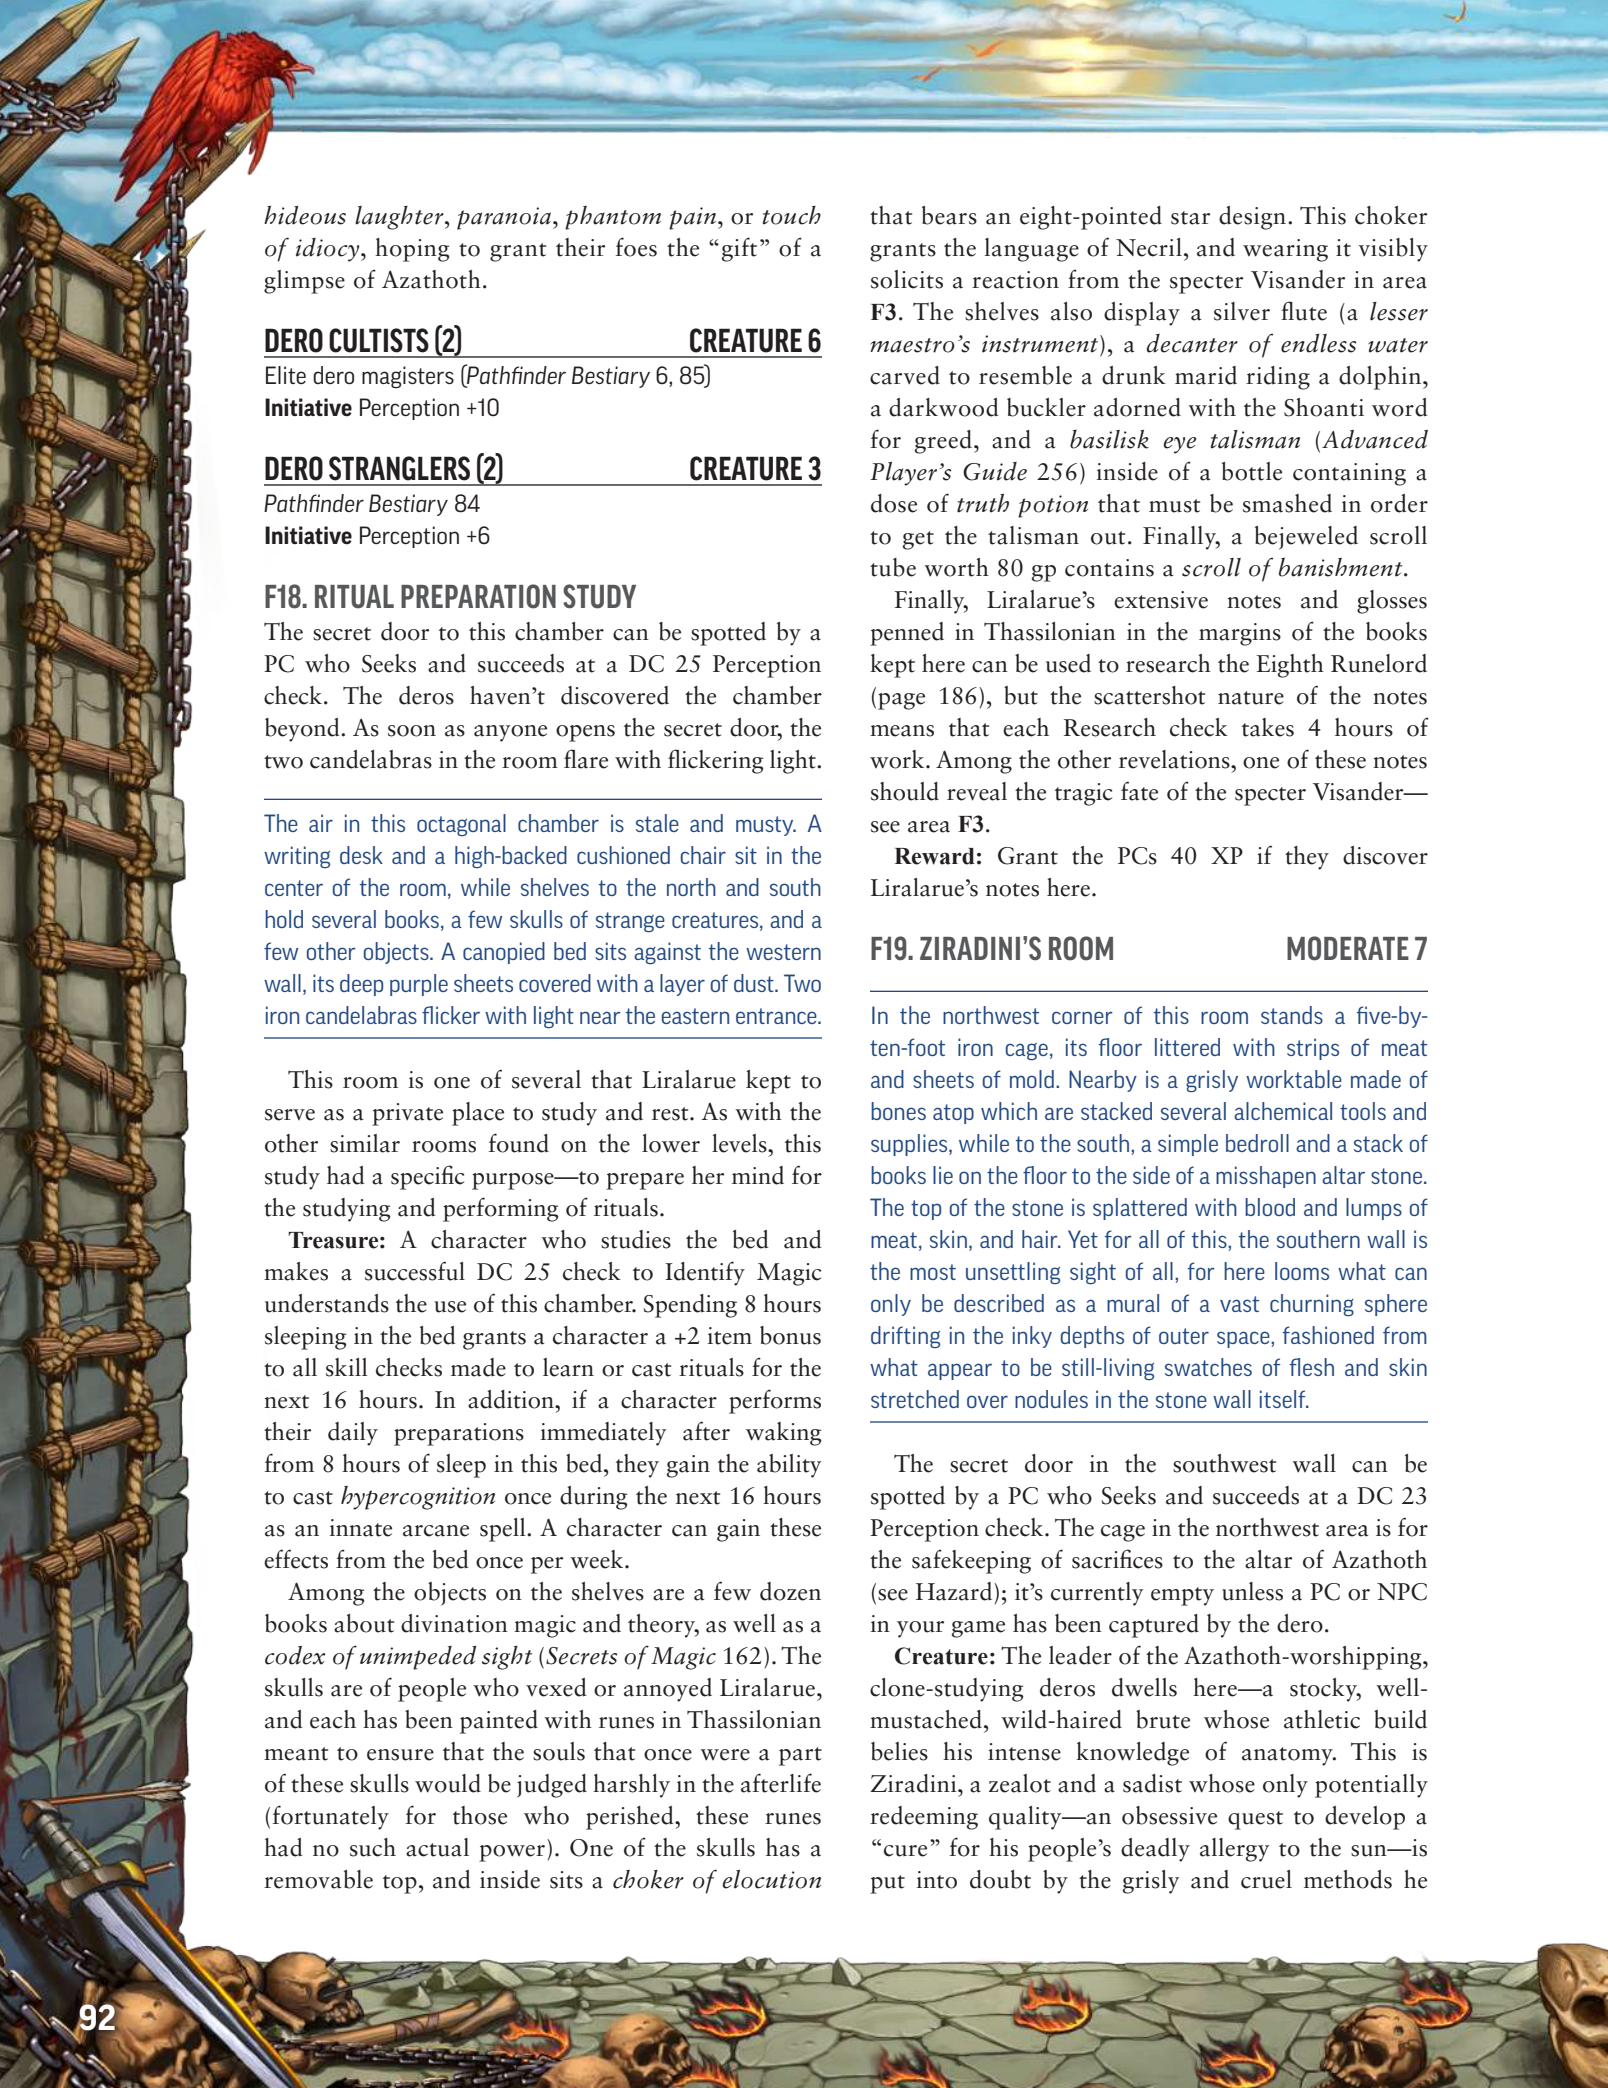 hideous laughter, paranoia, phantom pain, or touch
of idiocy, hoping to grant their foes the “gift” of a
glimpse of Azathoth.
DERO CULTISTS (2) CREATURE 6
Elite dero magisters (Pathfinder Bestiary 6, 85)
Initiative Perception +10
DERO STRANGLERS (2) CREATURE 3
Pathfinder Bestiary 84
Initiative Perception +6
F18. RITUAL PREPARATION STUDY
The secret door to this chamber can be spotted by a
PC who Seeks and succeeds at a DC 25 Perception
check. The deros haven’t discovered the chamber
beyond. As soon as anyone opens the secret door, the
two candelabras in the room flare with flickering light.
The air in this octagonal chamber is stale and musty. A
writing desk and a high-backed cushioned chair sit in the
center of the room, while shelves to the north and south
hold several books, a few skulls of strange creatures, and a
few other objects. A canopied bed sits against the western
wall, its deep purple sheets covered with a layer of dust. Two
iron candelabras flicker with light near the eastern entrance.
This room is one of several that Liralarue kept to
serve as a private place to study and rest. As with the
other similar rooms found on the lower levels, this
study had a specific purpose—to prepare her mind for
the studying and performing of rituals.
Treasure: A character who studies the bed and
makes a successful DC 25 check to Identify Magic
understands the use of this chamber. Spending 8 hours
sleeping in the bed grants a character a +2 item bonus
to all skill checks made to learn or cast rituals for the
next 16 hours. In addition, if a character performs
their daily preparations immediately after waking
from 8 hours of sleep in this bed, they gain the ability
to cast hypercognition once during the next 16 hours
as an innate arcane spell. A character can gain these
effects from the bed once per week.
Among the objects on the shelves are a few dozen
books about divination magic and theory, as well as a
codex of unimpeded sight (Secrets of Magic 162). The
skulls are of people who vexed or annoyed Liralarue,
and each has been painted with runes in Thassilonian
meant to ensure that the souls that once were a part
of these skulls would be judged harshly in the afterlife
(fortunately for those who perished, these runes
had no such actual power). One of the skulls has a
removable top, and inside sits a choker of elocution
that bears an eight-pointed star design. This choker
grants the language of Necril, and wearing it visibly
solicits a reaction from the specter Visander in area
F3. The shelves also display a silver flute (a lesser
maestro’s instrument), a decanter of endless water
carved to resemble a drunk marid riding a dolphin,
a darkwood buckler adorned with the Shoanti word
for greed, and a basilisk eye talisman (Advanced
Player’s Guide 256) inside of a bottle containing a
dose of truth potion that must be smashed in order
to get the talisman out. Finally, a bejeweled scroll
tube worth 80 gp contains a scroll of banishment.
Finally, Liralarue’s extensive notes and glosses
penned in Thassilonian in the margins of the books
kept here can be used to research the Eighth Runelord
(page 186), but the scattershot nature of the notes
means that each Research check takes 4 hours of
work. Among the other revelations, one of these notes
should reveal the tragic fate of the specter Visander—
see area F3.
Reward: Grant the PCs 40 XP if they discover
Liralarue’s notes here.
F19. ZIRADINI’S ROOM MODERATE 7
In the northwest corner of this room stands a five-by-
ten-foot iron cage, its floor littered with strips of meat
and sheets of mold. Nearby is a grisly worktable made of
bones atop which are stacked several alchemical tools and
supplies, while to the south, a simple bedroll and a stack of
books lie on the floor to the side of a misshapen altar stone.
The top of the stone is splattered with blood and lumps of
meat, skin, and hair. Yet for all of this, the southern wall is
the most unsettling sight of all, for here looms what can
only be described as a mural of a vast churning sphere
drifting in the inky depths of outer space, fashioned from
what appear to be still-living swatches of flesh and skin
stretched over nodules in the stone wall itself.
The secret door in the southwest wall can be
spotted by a PC who Seeks and succeeds at a DC 23
Perception check. The cage in the northwest area is for
the safekeeping of sacrifices to the altar of Azathoth
(see Hazard); it’s currently empty unless a PC or NPC
in your game has been captured by the dero.
Creature: The leader of the Azathoth-worshipping,
clone-studying deros dwells here—a stocky, well-
mustached, wild-haired brute whose athletic build
belies his intense knowledge of anatomy. This is
Ziradini, a zealot and a sadist whose only potentially
redeeming quality—an obsessive quest to develop a
“cure” for his people’s deadly allergy to the sun—is
put into doubt by the grisly and cruel methods he
92